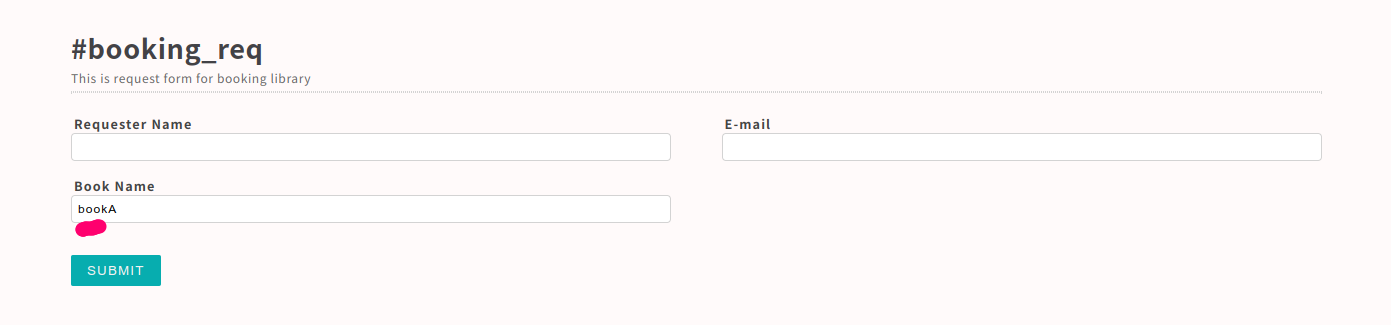 #booking_req
This is request form for booking library
Requester Name
E-mail
Book Name
bookA
SUBMIT